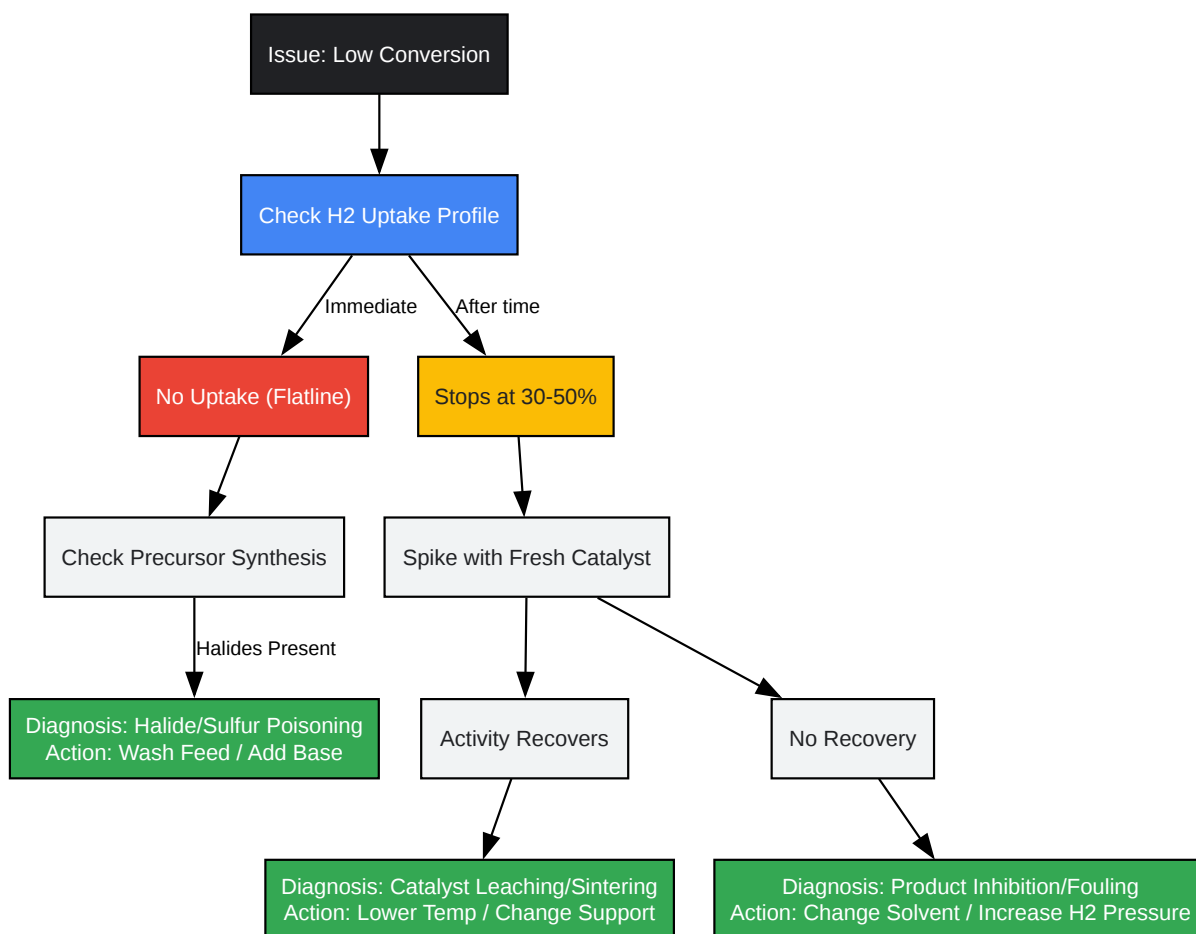 Issue: Low Conversion
Check H2 Uptake Profile
Immediate
After time
No Uptake (Flatline)
Stops at 30-50%
Check Precursor Synthesis
Spike with Fresh Catalyst
Halides Present
Diagnosis: Halide/Sulfur Poisoning
Action: Wash Feed / Add Base
Activity Recovers
No Recovery
Diagnosis: Catalyst Leaching/Sintering
Action: Lower Temp / Change Support
Diagnosis: Product Inhibition/Fouling
Action: Change Solvent / Increase H2 Pressure